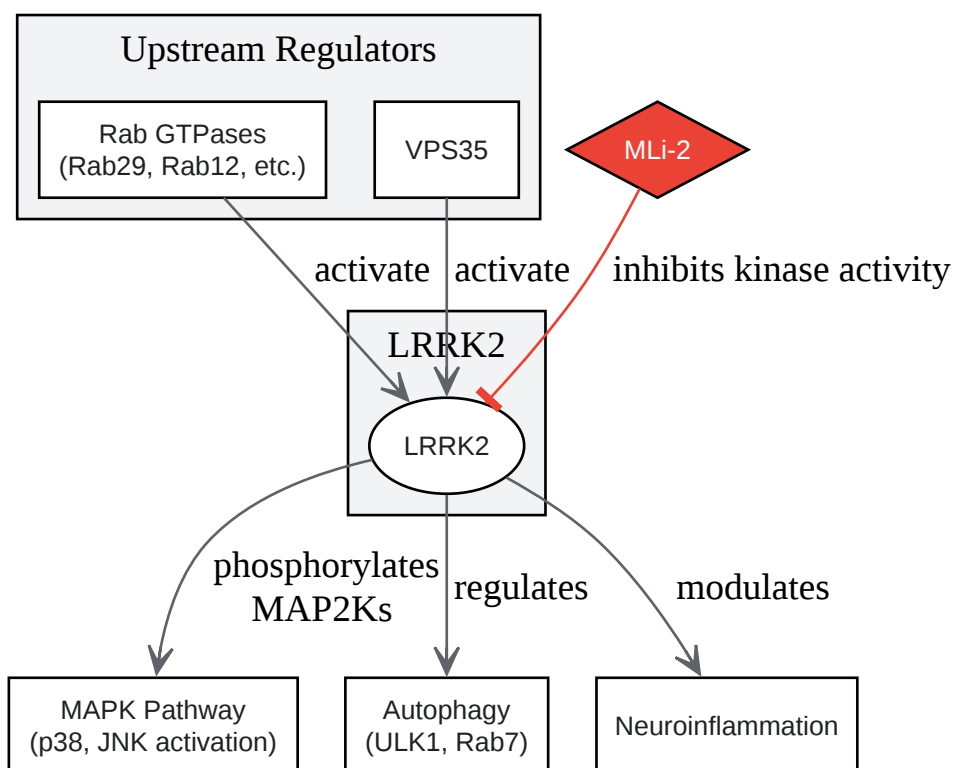 Upstream Regulators
Rab GTPases
(Rab29, Rab12, etc.)
VPS35
MLi-2
activate
activate
inhibits kinase activity
LRRK2
LRRK2
phosphorylates
MAP2Ks
regulates
modulates
MAPK Pathway
(p38, JNK activation)
Autophagy
(ULK1, Rab7)
Neuroinflammation